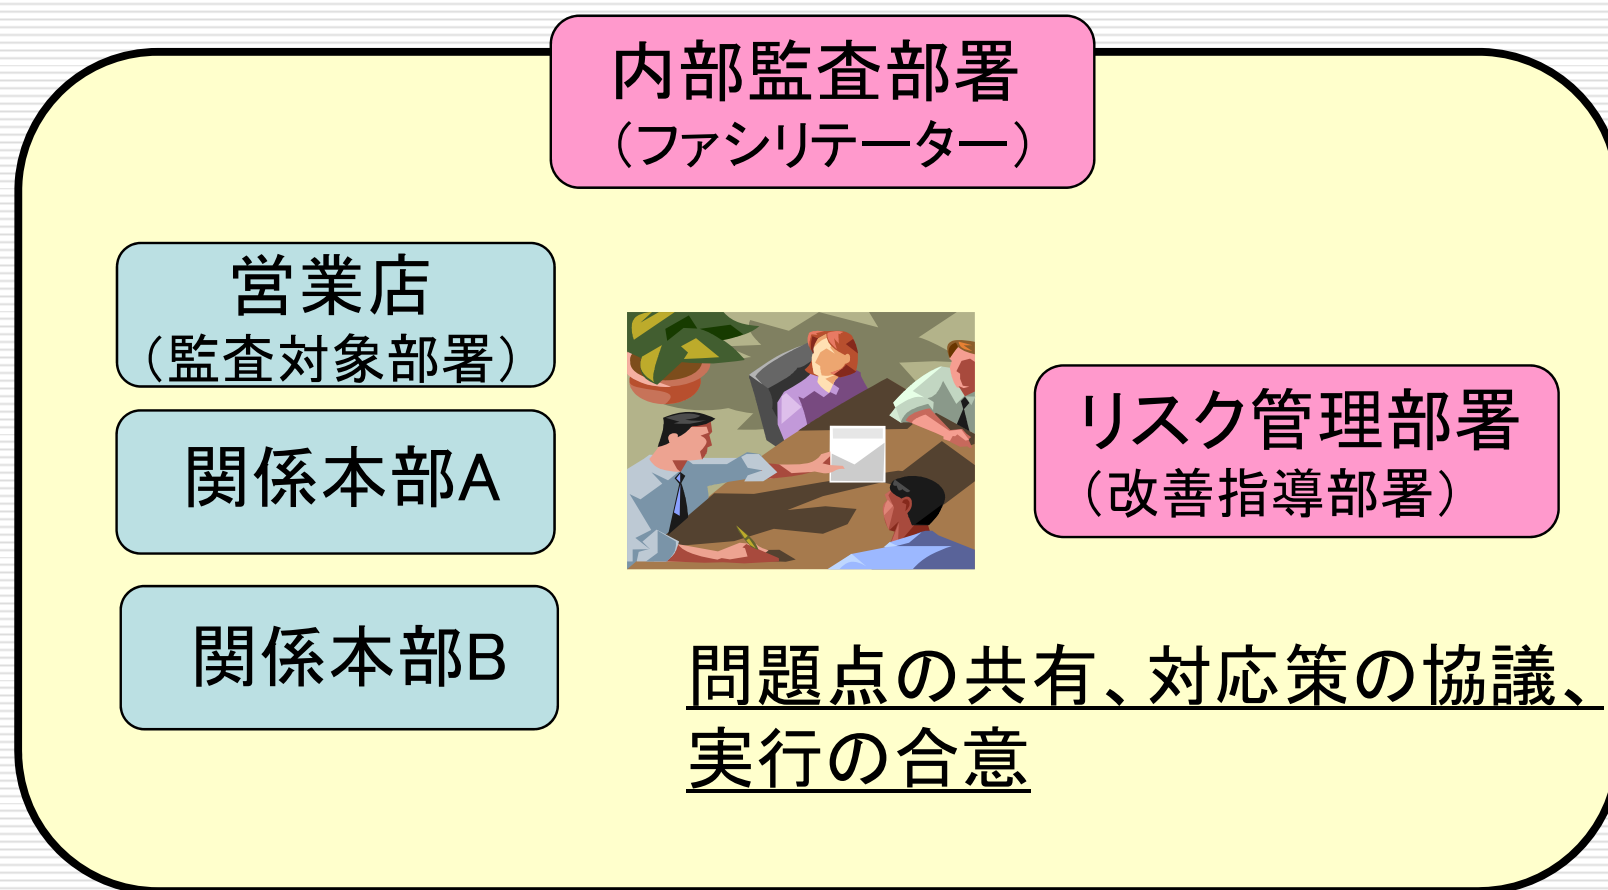 内部監査部署
（ファシリテーター）
営業店
（監査対象部署）
関係本部A
関係本部B
リスク管理部署
（改善指導部署）
問題点の共有、対応策の協議、
実行の合意